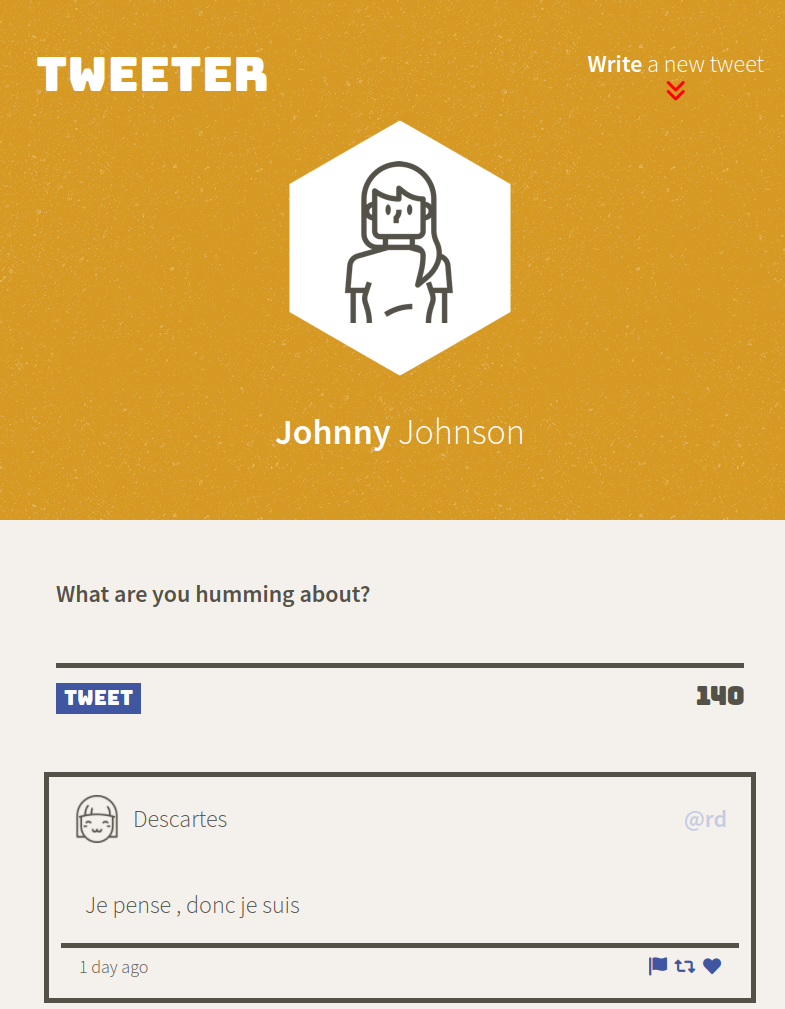 TWEETER
Write a new tweet
Johnny Johnson
What are you humming about?
TWEET
140
Descartes
@rd
Je pense , donc je suis
1 day ago